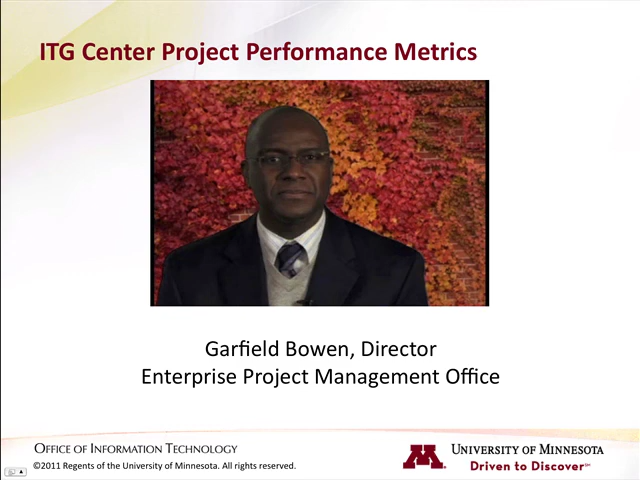 ITG Center Project Performance Metrics
Garfield Bowen, Director
Enterprise Project Management Office
OFFICE OF INFORMATION TECHNOLOGY
©2011 Regents of the University of Minnesota. All rights reserved.
M
UNIVERSITY OF MINNESOTA
Driven to Discover℠